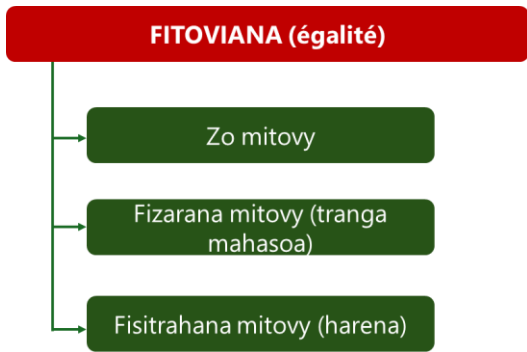 FITOVIANA (égalité)
Zo mitovy
Fizarana mitovy (tranga
mahasoa)
Fisitrahana mitovy (harena)